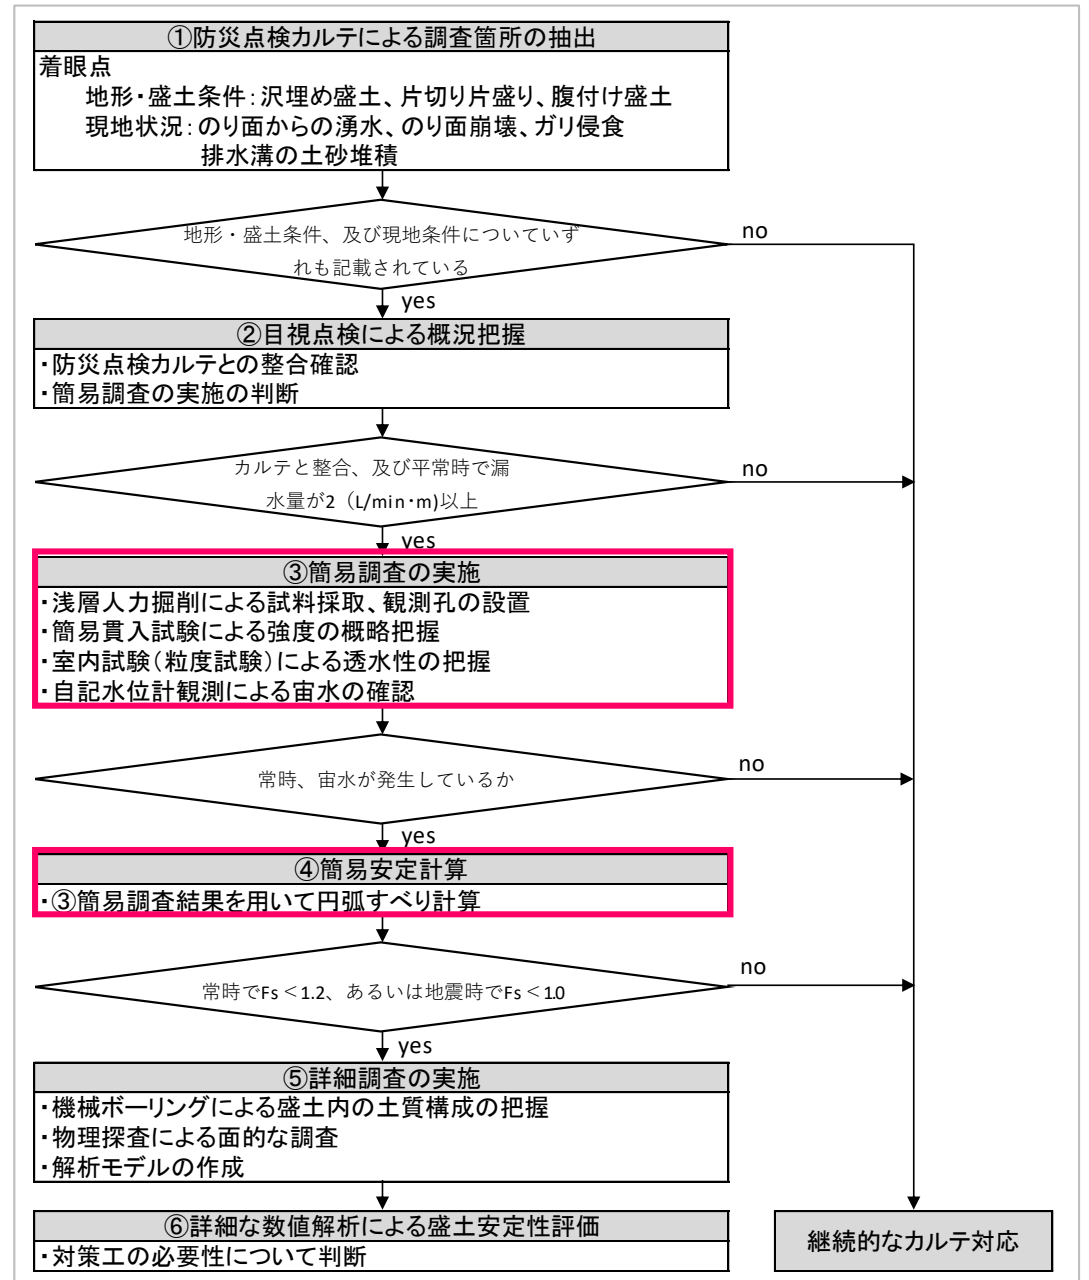 ①防災点検カルテによる調査箇所の抽出
着眼点
地形・盛土条件：沢埋め盛土、片切り片盛り、腹付け盛土
現地状況：のり面からの湧水、のり面崩壊、ガリ侵食
排水溝の土砂堆積
地形・盛土条件、及び現地条件についていず
れも記載されている
no
yes
②目視点検による概況把握
・防災点検カルテとの整合確認
・簡易調査の実施の判断
カルテと整合、及び平常時で漏
水量が2（L/min･m)以上
no
yes
③簡易調査の実施
・浅層人力掘削による試料採取、観測孔の設置
・簡易貫入試験による強度の概略把握
・室内試験（粒度試験）による透水性の把握
・自記水位計観測による宙水の確認
常時、宙水が発生しているか
no
yes
④簡易安定計算
・③簡易調査結果を用いて円弧すべり計算
常時でFs＜1.2、あるいは地震時でFs＜1.0
no
yes
⑤詳細調査の実施
・機械ボーリングによる盛土内の土質構成の把握
・物理探査による面的な調査
・解析モデルの作成
⑥詳細な数値解析による盛土安定性評価
・対策工の必要性について判断
継続的なカルテ対応